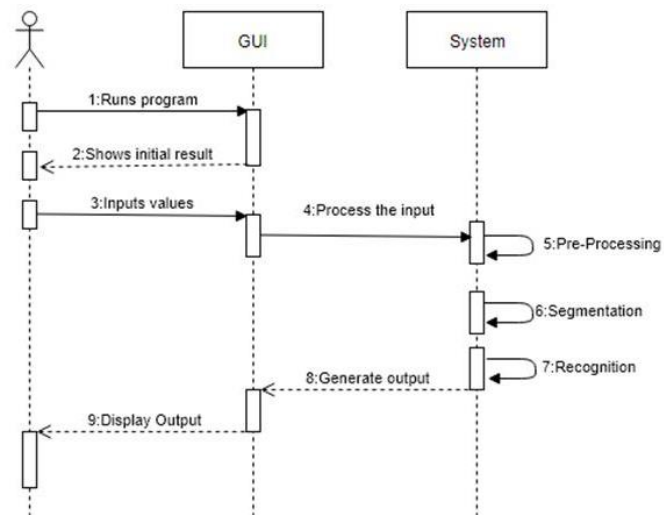 GUI
System
1:Runs program
2:Shows initial result
3:Inputs values
4:Process the input
5:Pre-Processing
6:Segmentation
7:Recognition
8:Generate output
9:Display Output